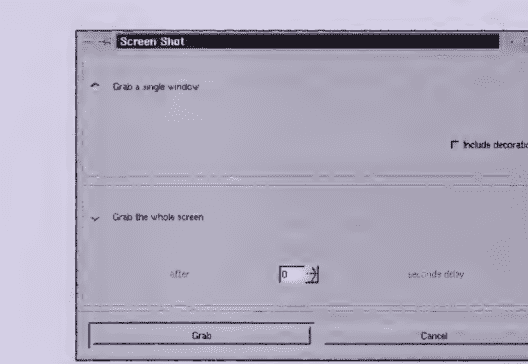 Screen Shot
Grab a single window
Include decoratio
Grab the whole screen
after 0 seconds delay
Grab Cancel